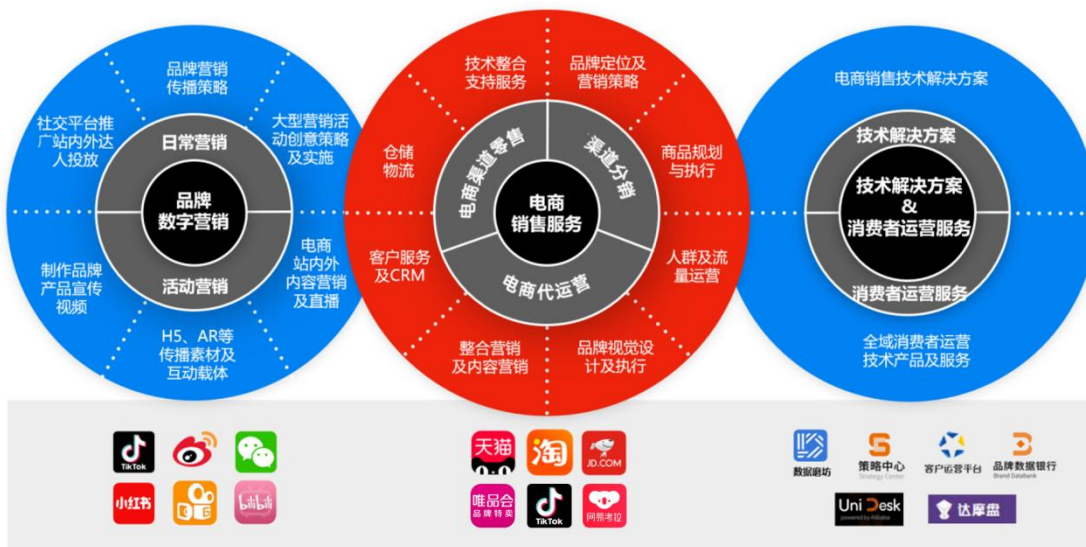 品牌营销
传播策略
社交平台推
广站内外达
人投放
大型营销活
动创意策略
及实施
日常营销
品牌
数字营销
活动营销
制作品牌
产品宣传
视频
电商
站内外
内容营销
及直播
H5、AR等
传播素材及
互动载体
技术整合
支持服务
品牌定位及
营销策略
仓储
物流
商品规划
与执行
电商渠道零售
渠道分销
电商
销售服务
电商代运营
客户服务
及CRM
人群及流
量运营
整合营销
及内容营销
品牌视觉设
计及执行
电商销售技术解决方案
技术解决方案
技术解决方案
&
消费者运营服务
消费者运营服务
全域消费者运营
技术产品及服务
TikTok
小红书
bilibili
天猫
淘
JD.COM
唯品会
品牌特卖
TikTok
网易考拉
数据磨坊
策略中心
Strategy Center
客户运营平台
品牌数据银行
Brand Databank
Uni Desk
powered by Alibaba
达摩盘